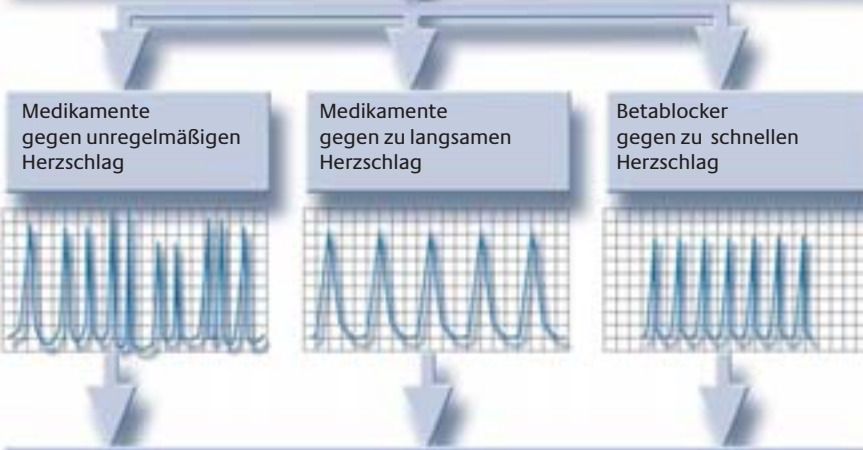 Medikamente
gegen unregelmäßigen
Herzschlag
Medikamente
gegen zu langsamen
Herzschlag
Betablocker
gegen zu schnellen
Herzschlag